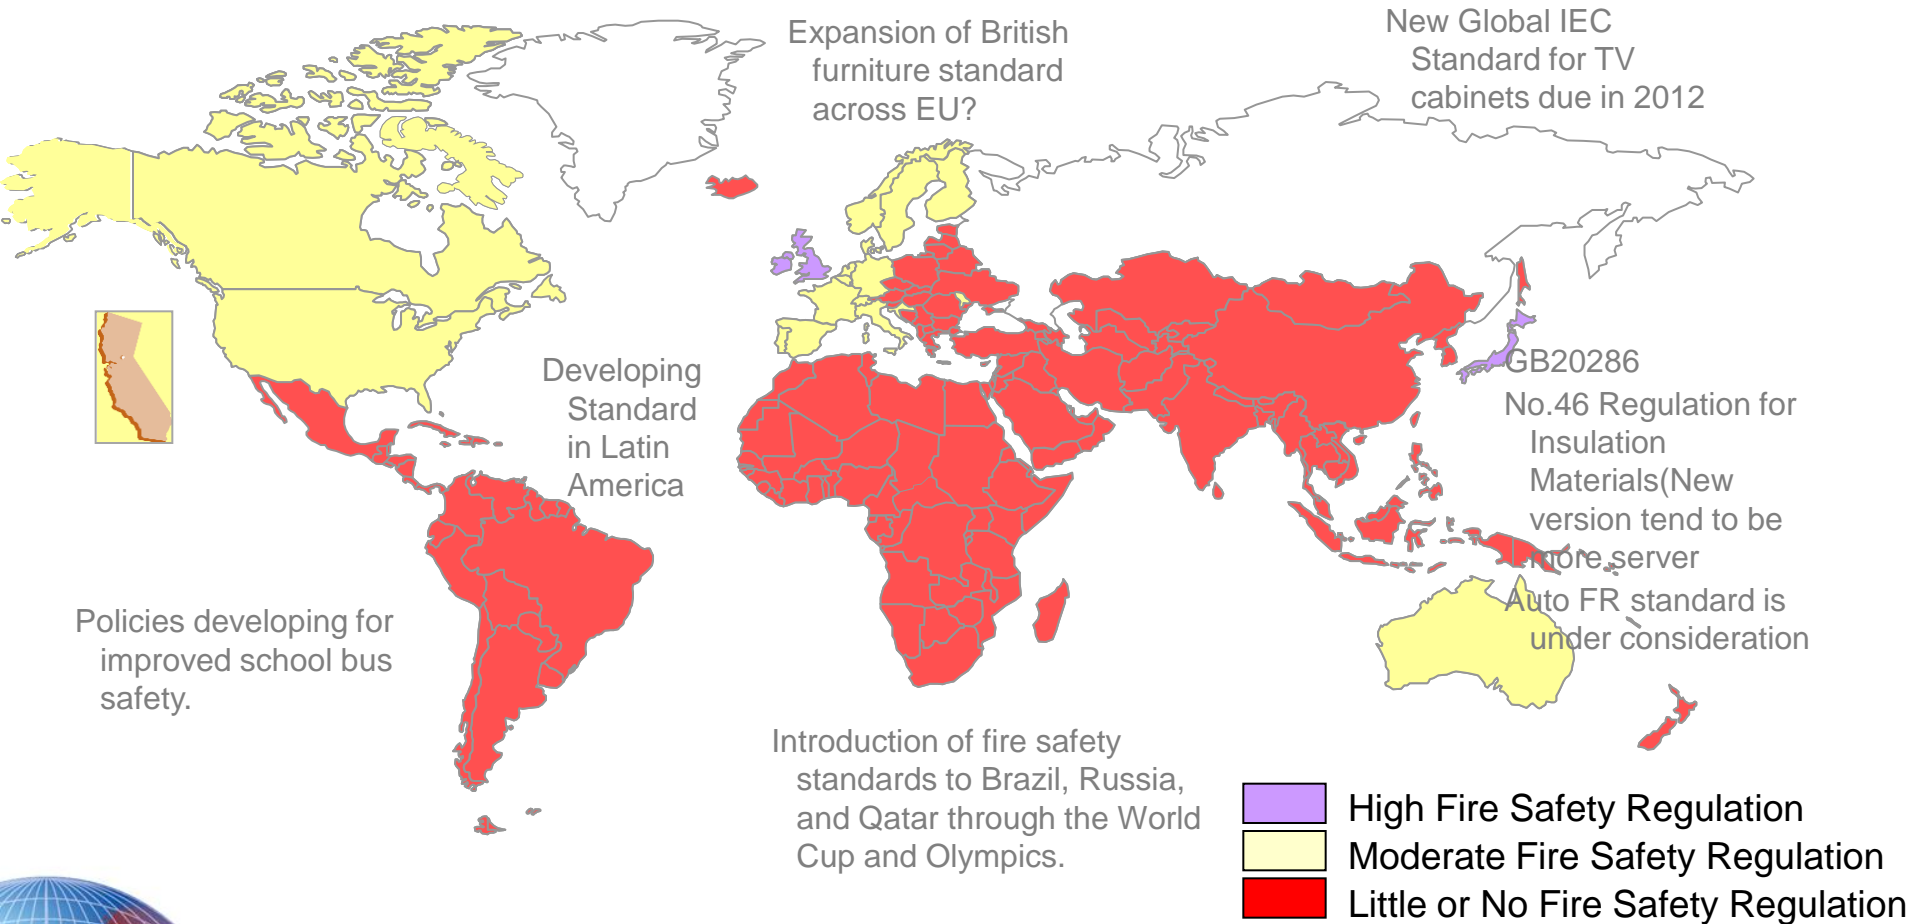 Expansion of British
furniture standard
across EU?
New Global IEC
Standard for TV
cabinets due in 2012
Developing
Standard
in Latin
America
GB20286
No.46 Regulation for
Insulation
Materials(New
version tend to be
more server
Auto FR standard is
under consideration
Policies developing for
improved school bus
safety.
Introduction of fire safety
standards to Brazil, Russia,
and Qatar through the World
Cup and Olympics.
High Fire Safety Regulation
Moderate Fire Safety Regulation
Little or No Fire Safety Regulation